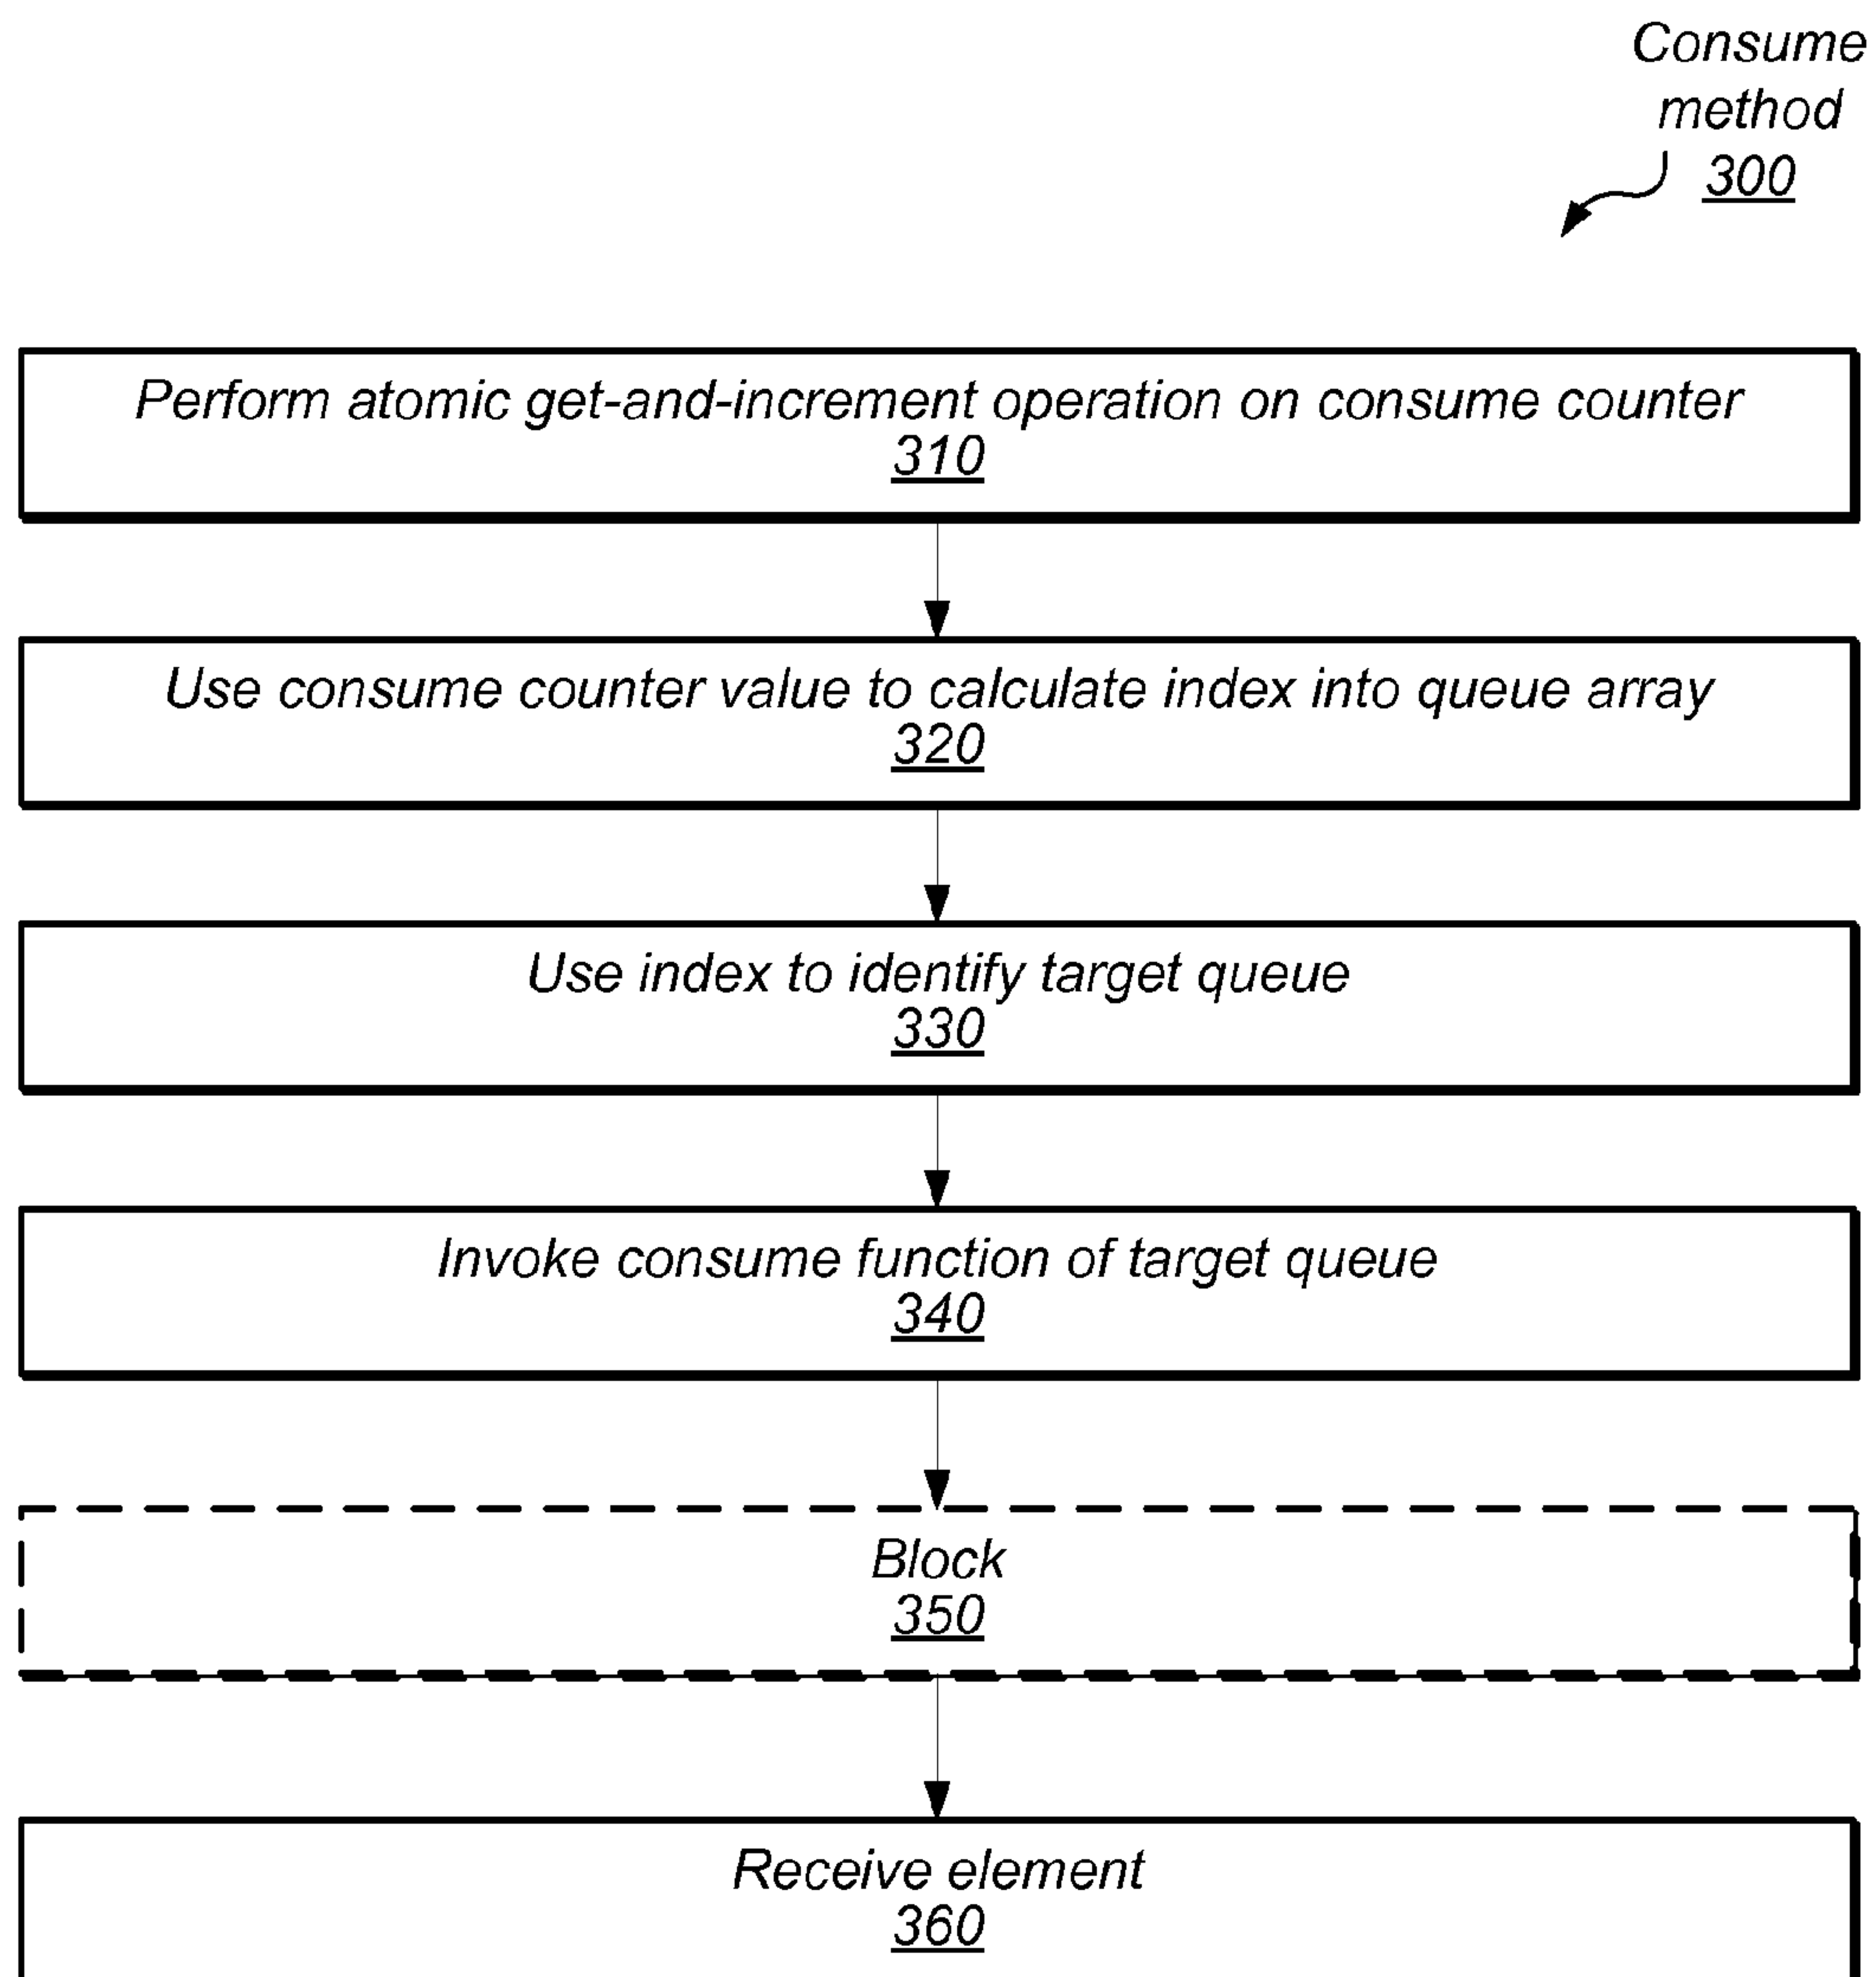 Consume
method
300
Perform atomic get-and-increment operation on consume counter
310
Use consume counter value to calculate index into queue array
320
Use index to identify target queue
330
Invoke consume function of target queue
340
Block
350
Receive element
360